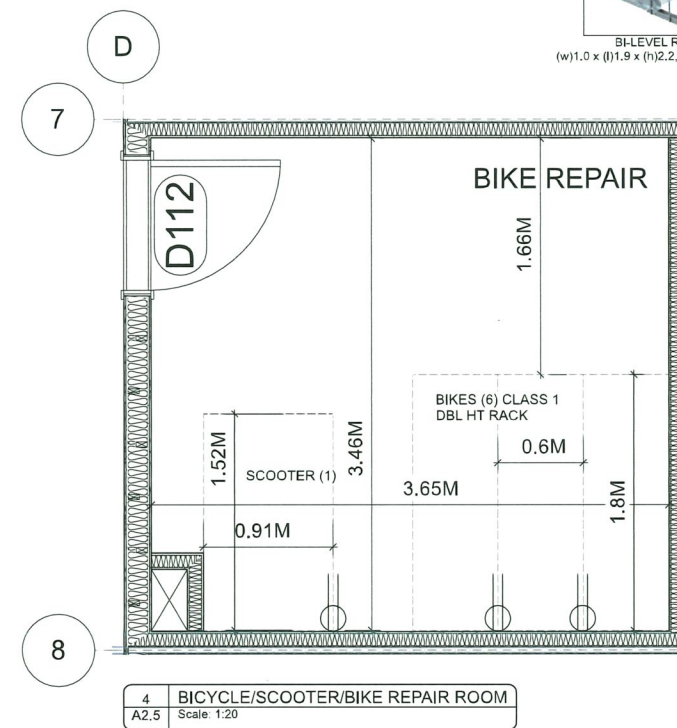 D
BI-LEVEL R
(w)1.0 x (l)1.9 x (h)2.2,
7
D112
BIKE REPAIR
1.66M
BIKES (6) CLASS 1
DBL HT RACK
0.6M
1.52M
SCOOTER (1)
3.46M
3.65M
1.8M
0.91M
8
4 BICYCLE/SCOOTER/BIKE REPAIR ROOM
A2.5 Scale: 1:20